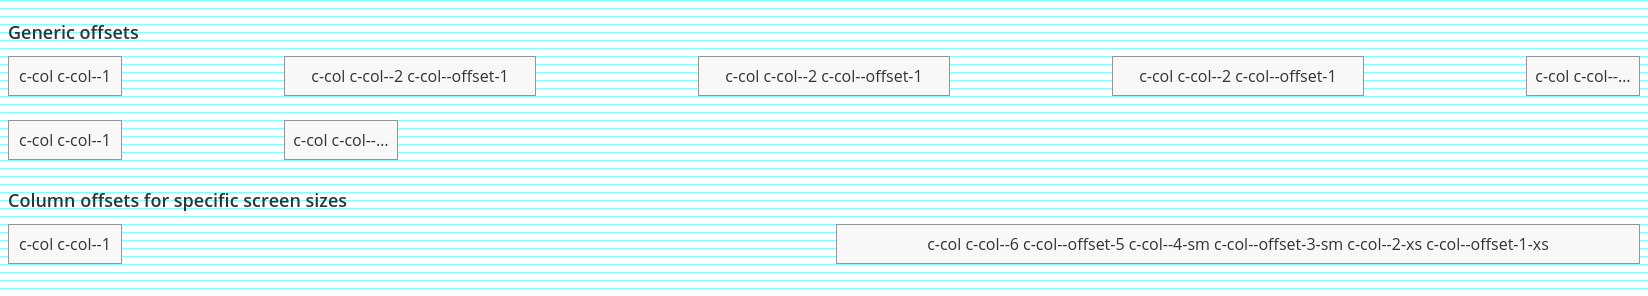 Generic offsets
c-col c-col--1 c-col c-col--2 c-col--offset-1 c-col c-col--2 c-col--offset-1 c-col c-col--2 c-col--offset-1 c-col c-col--...
c-col c-col--1 c-col c-col--...
Column offsets for specific screen sizes
c-col c-col--1 c-col c-col--6 c-col--offset-5 c-col--4-sm c-col--offset-3-sm c-col--2-xs c-col--offset-1-xs